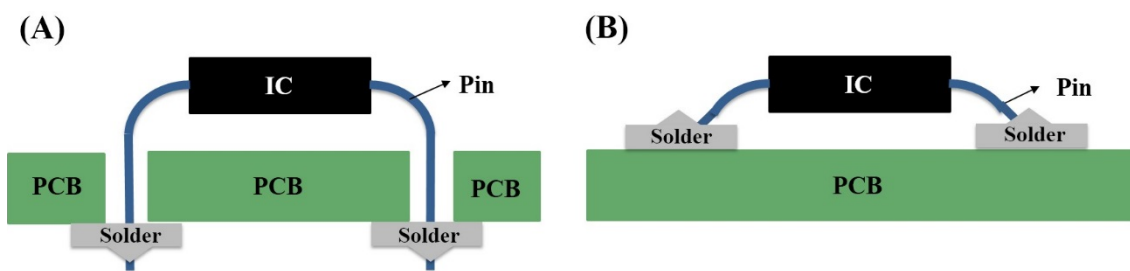 (A)
IC
Pin
PCB
PCB
PCB
Solder
Solder
(B)
IC
Pin
Solder
Solder
PCB